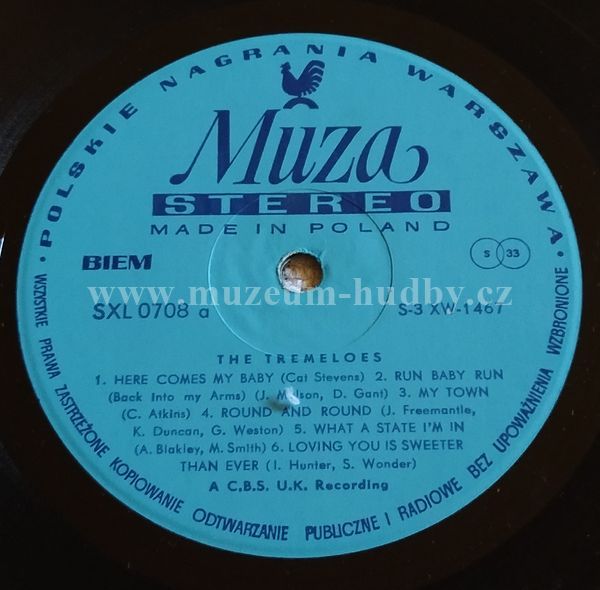 • POLSKIE NAGRANIA WARSZAWA •
Muza
STEREO
MADE IN POLAND
BIEM
S 33
www.muzeum-hudby.cz
SXL 0708 a
S-3 XW-1467
THE TREMELOES
1. HERE COMES MY BABY (Cat Stevens) 2. RUN BABY RUN
(Back Into my Arms) (J. D. Gant) 3. MY TOWN
(C. Atkins) 4. ROUND AND ROUND (J. Freemantle,
K. Duncan, G. Weston) 5. WHAT A STATE I'M IN
(A. Blakley, M. Smith) 6. LOVING YOU IS SWEETER
THAN EVER (I. Hunter, S. Wonder)
A C.B.S. U.K. Recording
WSZYSTKIE PRAWA ZASTRZEŻONE KOPIOWANIE ODTWARZANIE PUBLICZNE I RADIOWE BEZ UPOWAŻNIENIA WZBRONIONE